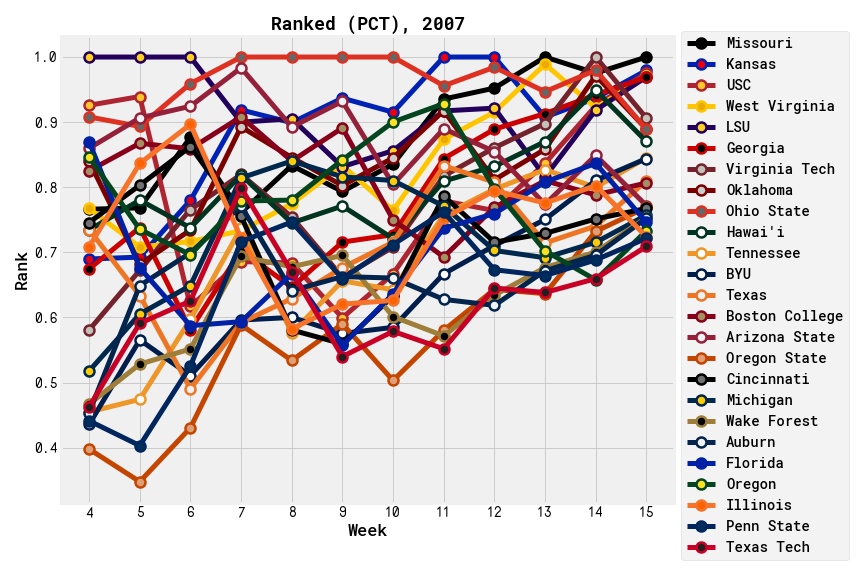 Ranked (PCT), 2007
Rank
1.0
0.9
0.8
0.7
0.6
0.5
0.4
4 5 6 7 8 9 10 11 12 13 14 15
Week
Missouri
Kansas
USC
West Virginia
LSU
Georgia
Virginia Tech
Oklahoma
Ohio State
Hawai'i
Tennessee
BYU
Texas
Boston College
Arizona State
Oregon State
Cincinnati
Michigan
Wake Forest
Auburn
Florida
Oregon
Illinois
Penn State
Texas Tech